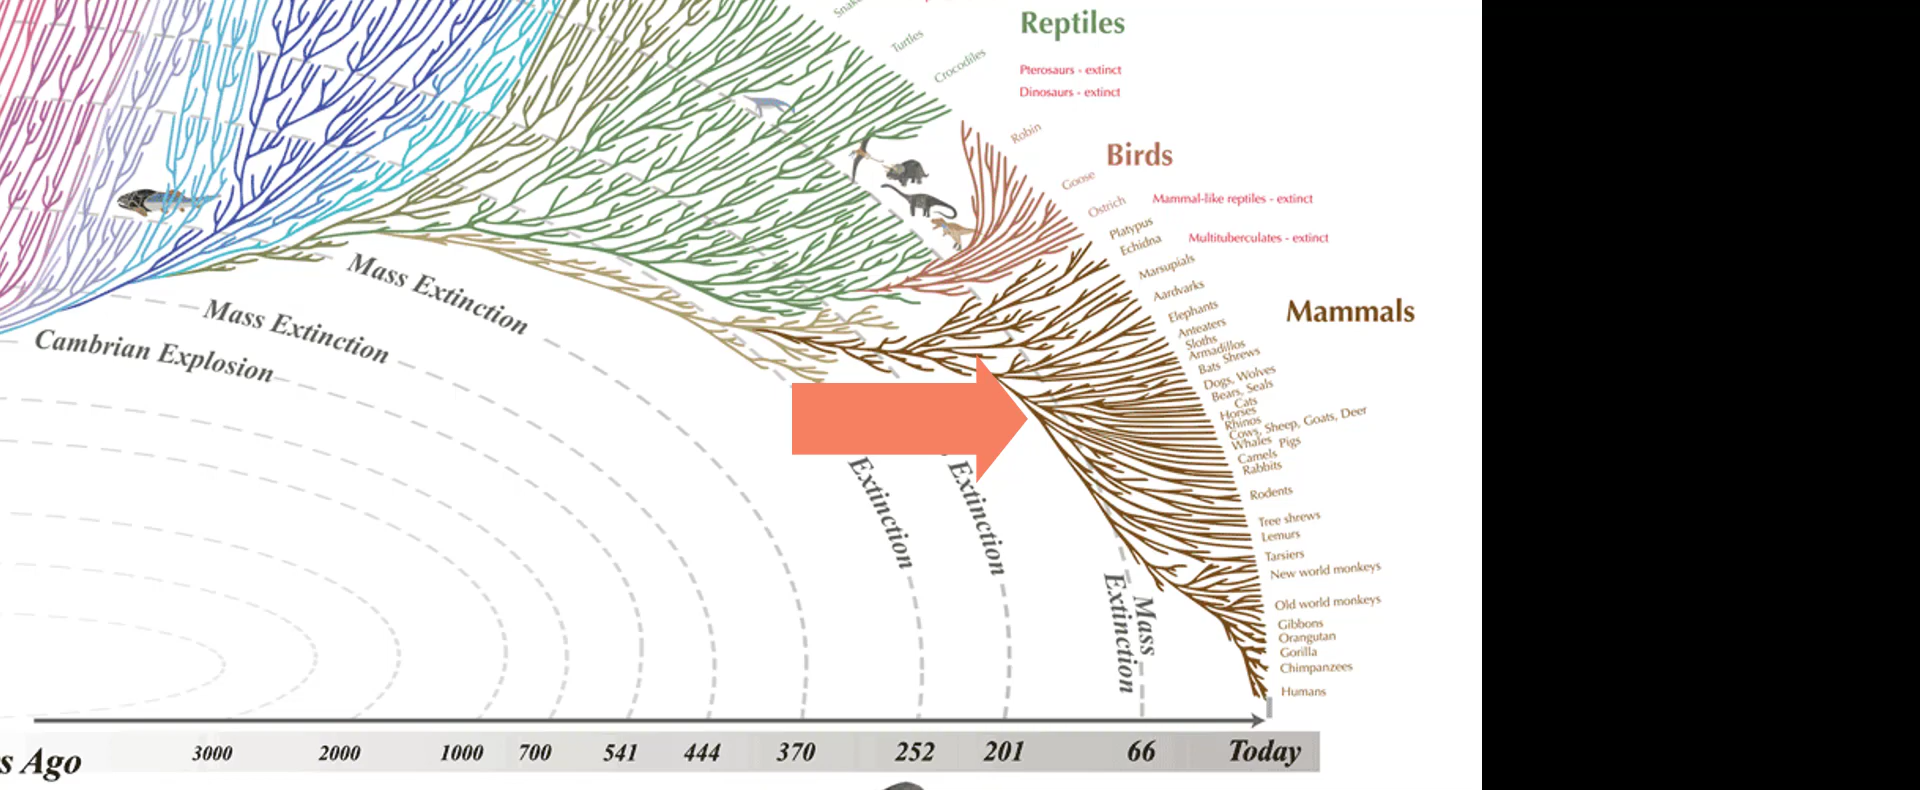 Reptiles
Turtles
Crocodiles
Pterosaurs - extinct
Dinosaurs - extinct
Robin
Birds
Goose
Ostrich
Mammal-like reptiles - extinct
Platypus
Echidna
Multituberculates - extinct
Marsupials
Aardvarks
Elephants
Mammals
Anteaters
Sloths
Armadillos
Bats Shrews
Dogs, Wolves
Bears, Seals
Cats
Horses
Rhinos
Cows, Sheep, Goats, Deer
Whales Pigs
Camels
Rabbits
Rodents
Tree shrews
Lemurs
Tarsiers
New world monkeys
Old world monkeys
Gibbons
Orangutan
Gorilla
Chimpanzees
Humans
Mass Extinction
Mass Extinction
Cambrian Explosion
Extinction
Extinction
Mass
Extinction
s Ago 3000 2000 1000 700 541 444 370 252 201 66 Today